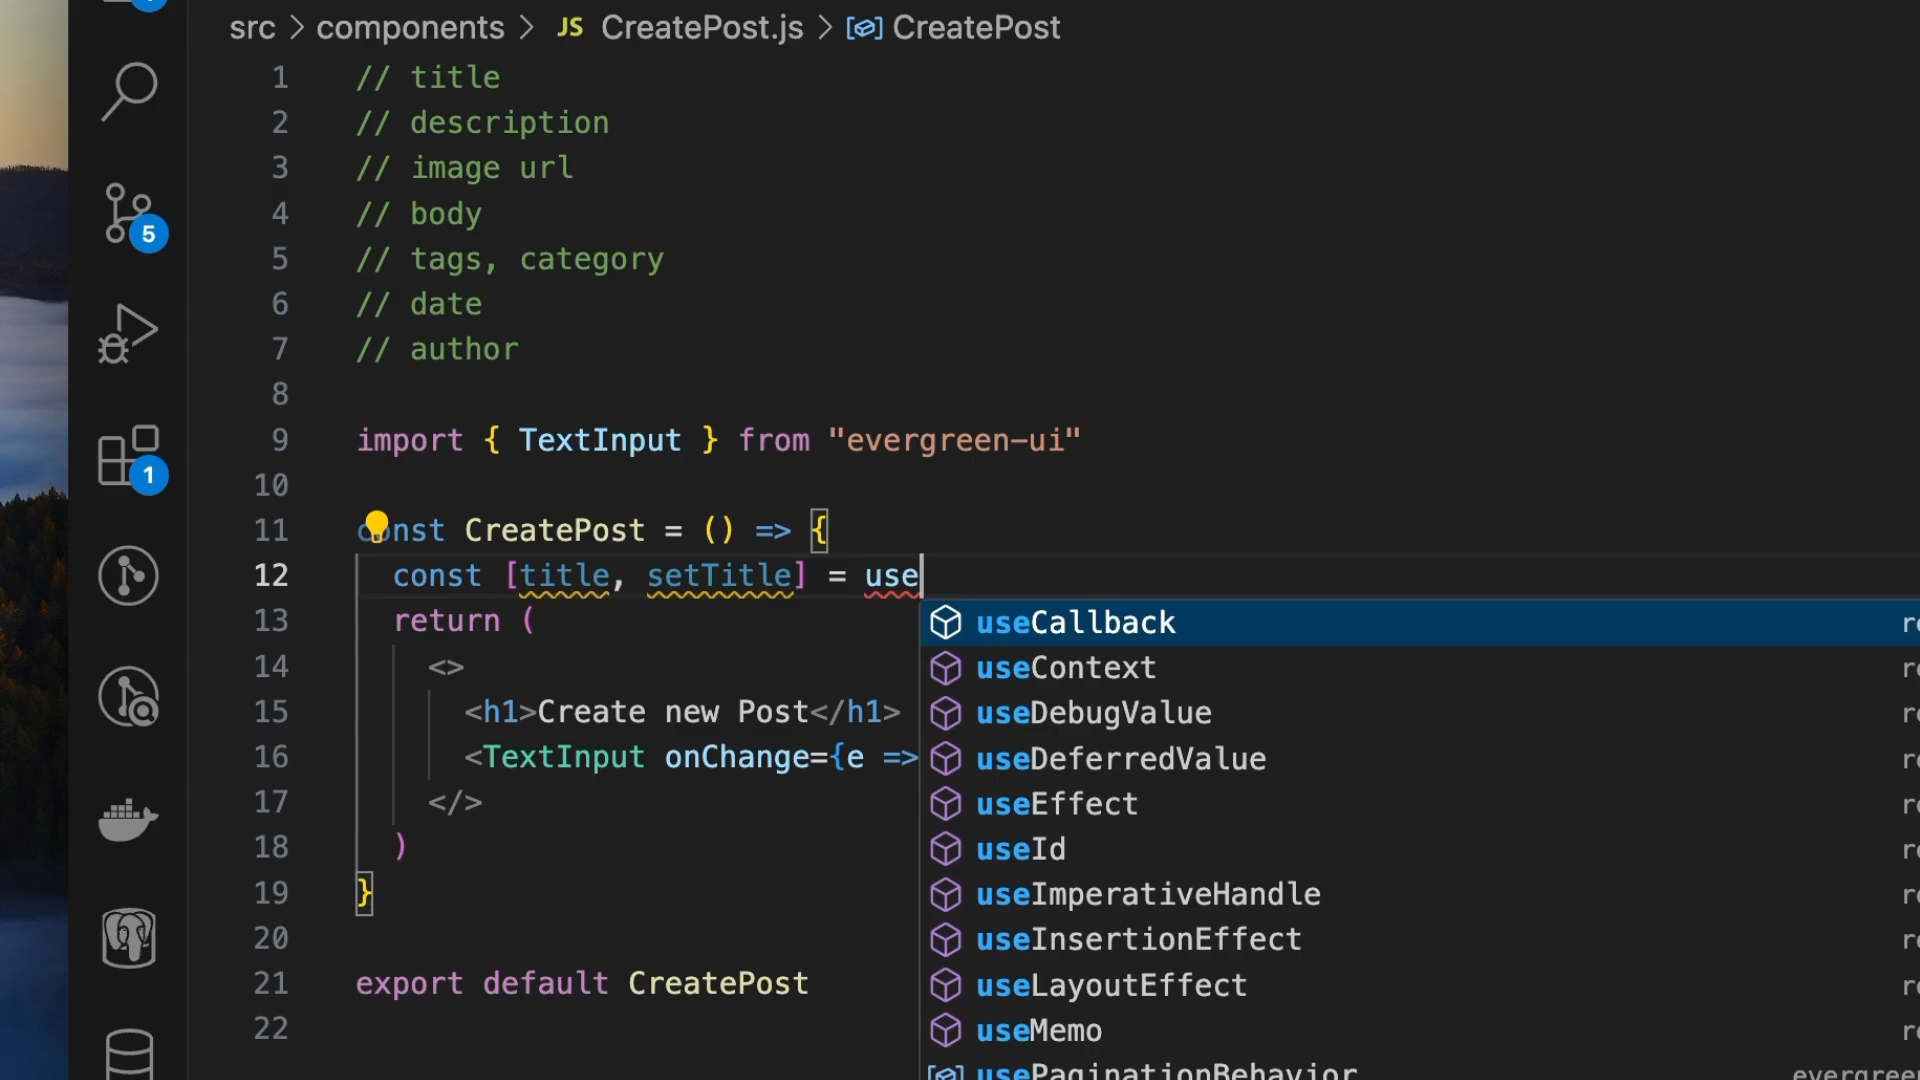 src > components > JS CreatePost.js > CreatePost
1 // title
2 // description
3 // image url
4 // body
5 // tags, category
6 // date
7 // author
8
9 import { TextInput } from "evergreen-ui"
10
11 const CreatePost = () => {
12 const [title, setTitle] = use
13 return (
14 <>
15 <h1>Create new Post</h1>
16 <TextInput onChange={e =>
17 </>
18 )
19 }
20
21 export default CreatePost
22
useCallback
useContext
useDebugValue
useDeferredValue
useEffect
useId
useImperativeHandle
useInsertionEffect
useLayoutEffect
useMemo
usePaginationBehavior
5
1